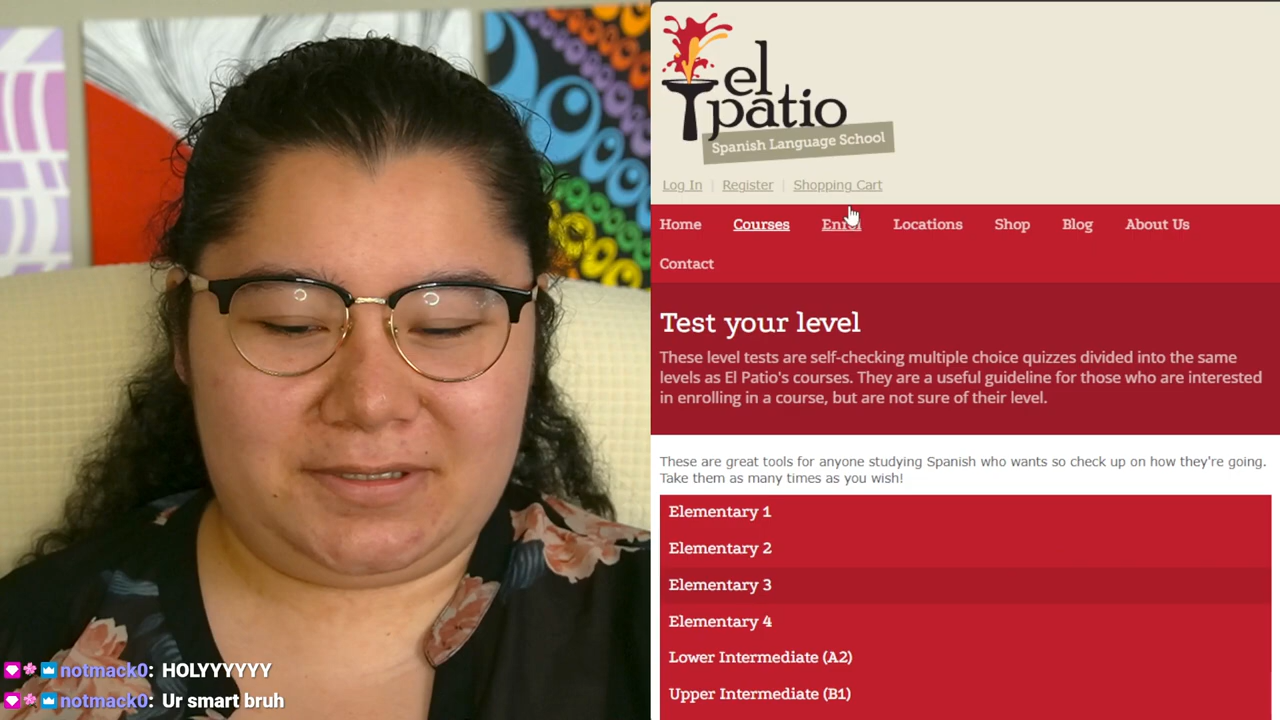 el
patio
Spanish Language School
Log In | Register | Shopping Cart
Home Courses Enrol Locations Shop Blog About Us
Contact
Test your level
These level tests are self-checking multiple choice quizzes divided into the same
levels as El Patio's courses. They are a useful guideline for those who are interested
in enrolling in a course, but are not sure of their level.
These are great tools for anyone studying Spanish who wants so check up on how they're going.
Take them as many times as you wish!
Elementary 1
Elementary 2
Elementary 3
Elementary 4
Lower Intermediate (A2)
Upper Intermediate (B1)
notmack0: HOLYYYYYY
notmack0: Ur smart bruh